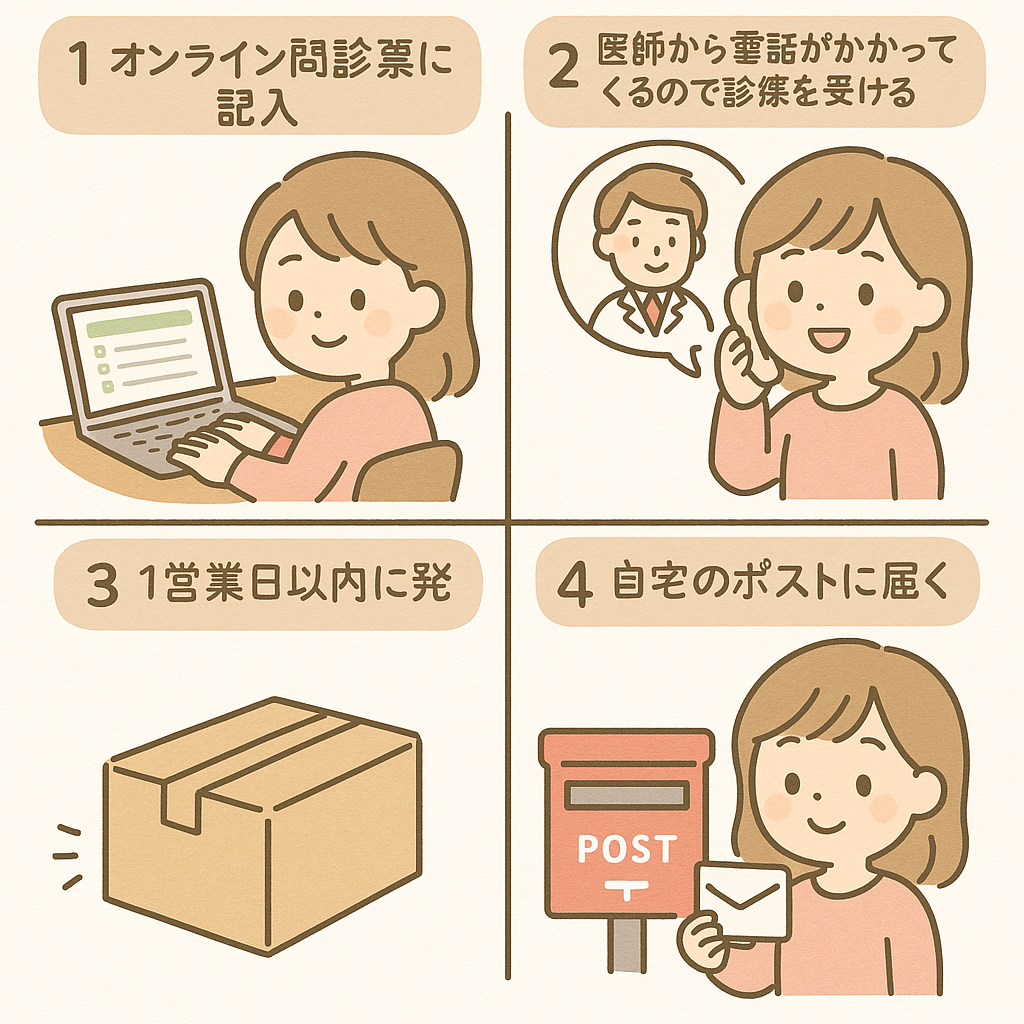 1 オンライン問診票に
記入
2 医師から電話がかかって
くるので診療を受ける
3 1営業日以内に発
4 自宅のポストに届く
POST
〒